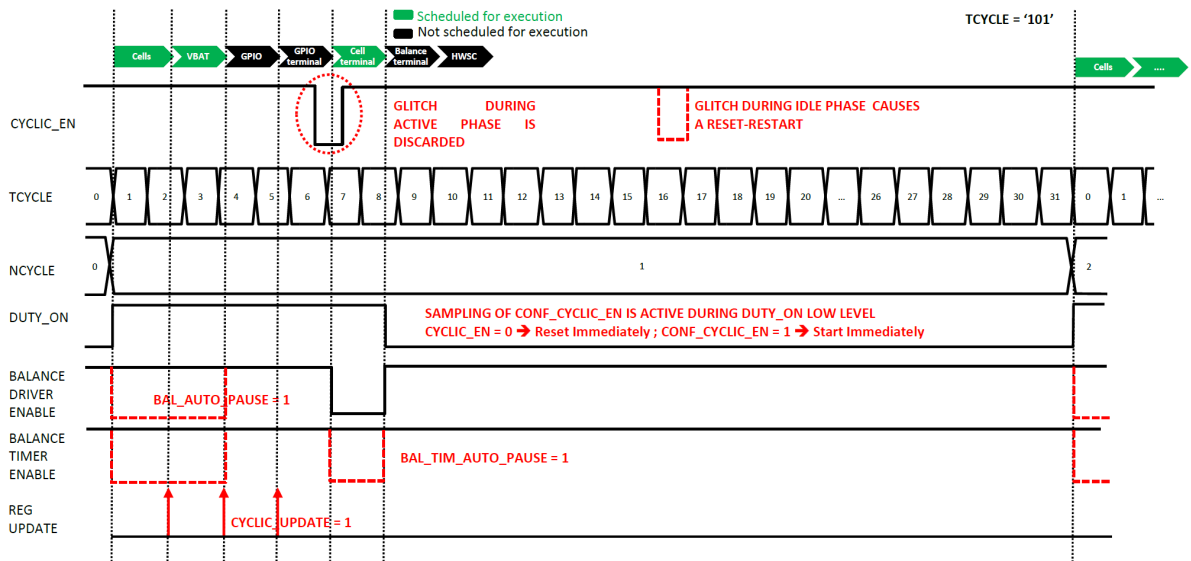 Scheduled for execution
Not scheduled for execution
TCYCLE = '101'
Cells
VBAT
GPIO
GPIO
terminal
Cell
terminal
Balance
terminal
HWSC
Cells
....
CYCLIC_EN
GLITCH DURING
ACTIVE PHASE IS
DISCARDED
GLITCH DURING IDLE PHASE CAUSES
A RESET-RESTART
TCYCLE
0 1 2 3 4 5 6 7 8 9 10 11 12 13 14 15 16 17 18 19 20 ... 26 27 28 29 30 31 0 1 ...
NCYCLE
0 1 2
DUTY_ON
SAMPLING OF CONF_CYCLIC_EN IS ACTIVE DURING DUTY_ON LOW LEVEL
CYCLIC_EN = 0 ➔ Reset Immediately ; CONF_CYCLIC_EN = 1 ➔ Start Immediately
BALANCE
DRIVER
ENABLE
BAL_AUTO_PAUSE = 1
BALANCE
TIMER
ENABLE
BAL_TIM_AUTO_PAUSE = 1
REG
UPDATE
CYCLIC_UPDATE = 1